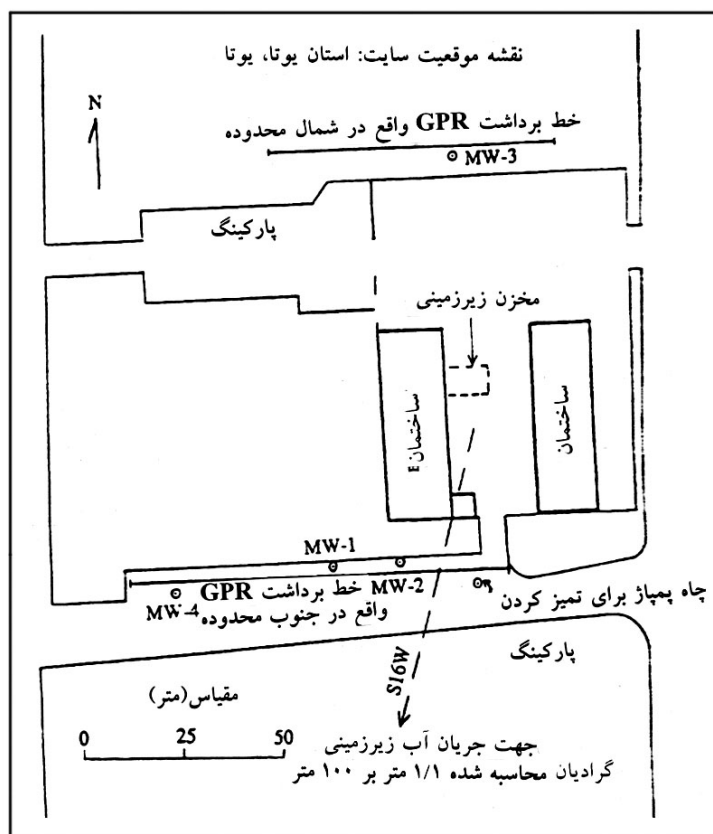 نقشه موقعیت سایت: استان یوتا، یوتا
N
خط برداشت GPR واقع در شمال محدوده
MW-3
پارکینگ
مخزن زیرزمینی
ساختمان E
ساختمان
MW-1
MW-2 خط برداشت GPR
MW-4 واقع در جنوب محدوده
چاه پمپاژ برای تمیز کردن
پارکینگ
S16W
مقیاس(متر)
0 25 50
جهت جریان آب زیرزمینی
گرادیان محاسبه شده ۱/۱ متر بر ۱۰۰ متر